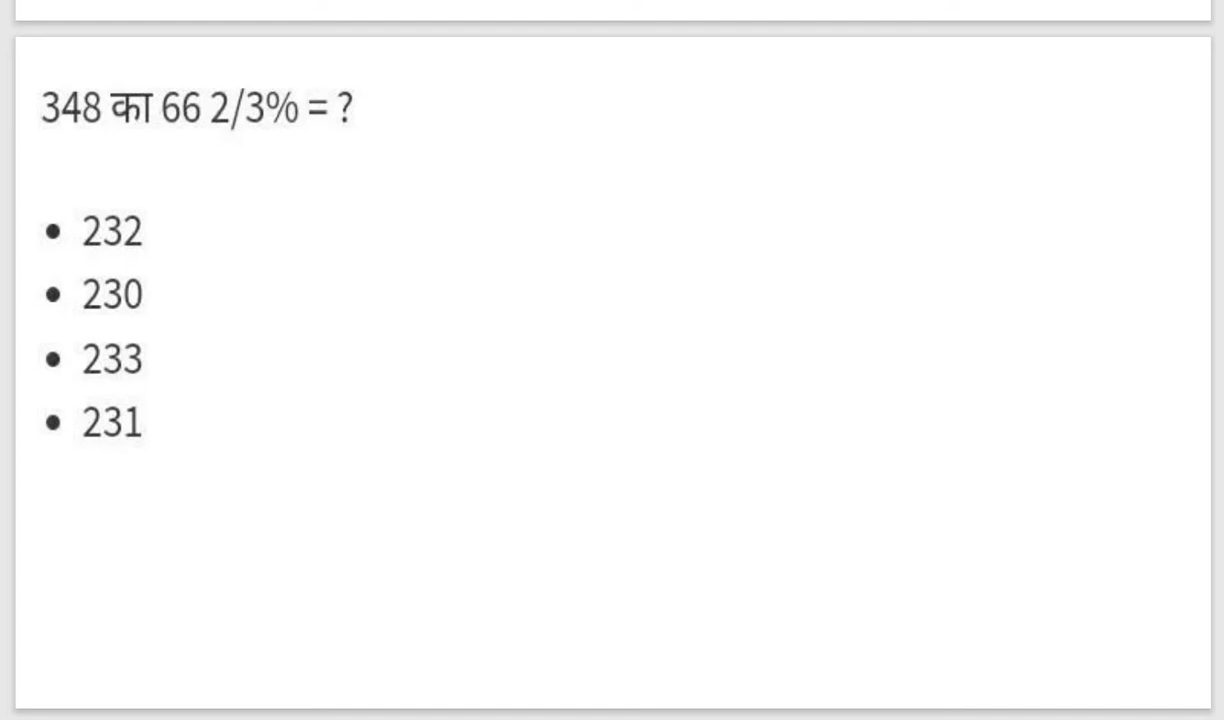 348 का 66 2/3% = ?
• 232
• 230
• 233
• 231